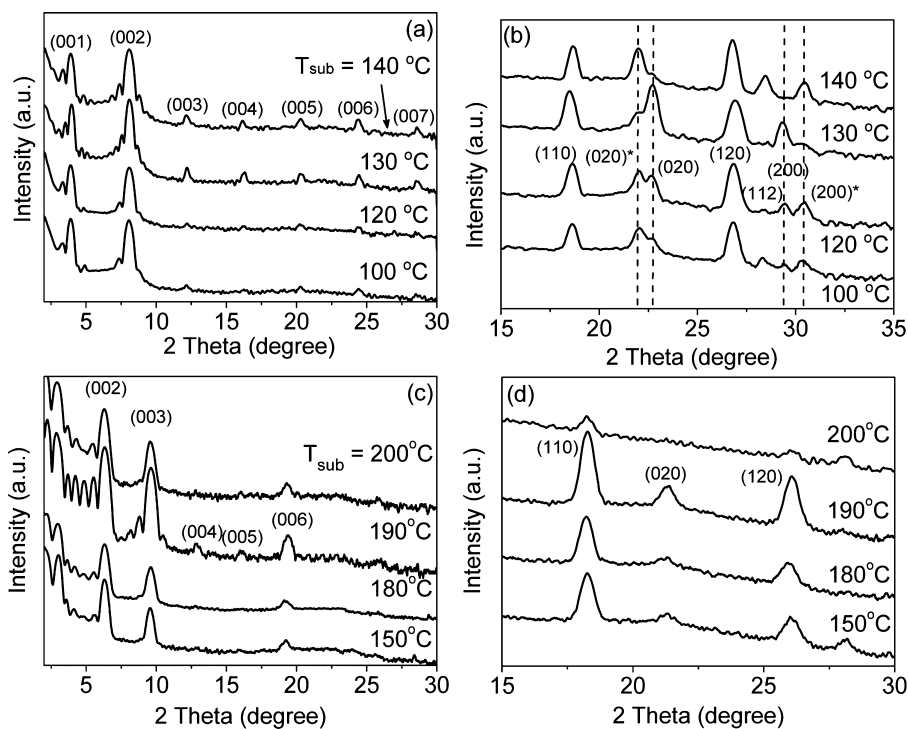 (a)
(001)
(002)
T_sub = 140 °C
(003)
(004)
(005)
(006)
(007)
130 °C
120 °C
100 °C
Intensity (a.u.)
5 10 15 20 25 30
2 Theta (degree)
(b)
140 °C
130 °C
(110)
(020)*
(020)
(120)
(112)
(200)
(200)*
120 °C
100 °C
Intensity (a.u.)
15 20 25 30 35
2 Theta (degree)
(c)
(002)
(003)
T_sub = 200°C
190°C
(004)
(005)
(006)
180°C
150°C
Intensity (a.u.)
5 10 15 20 25 30
2 Theta (degree)
(d)
200°C
(110)
(020)
(120)
190°C
180°C
150°C
Intensity (a.u.)
15 20 25 30
2 Theta (degree)